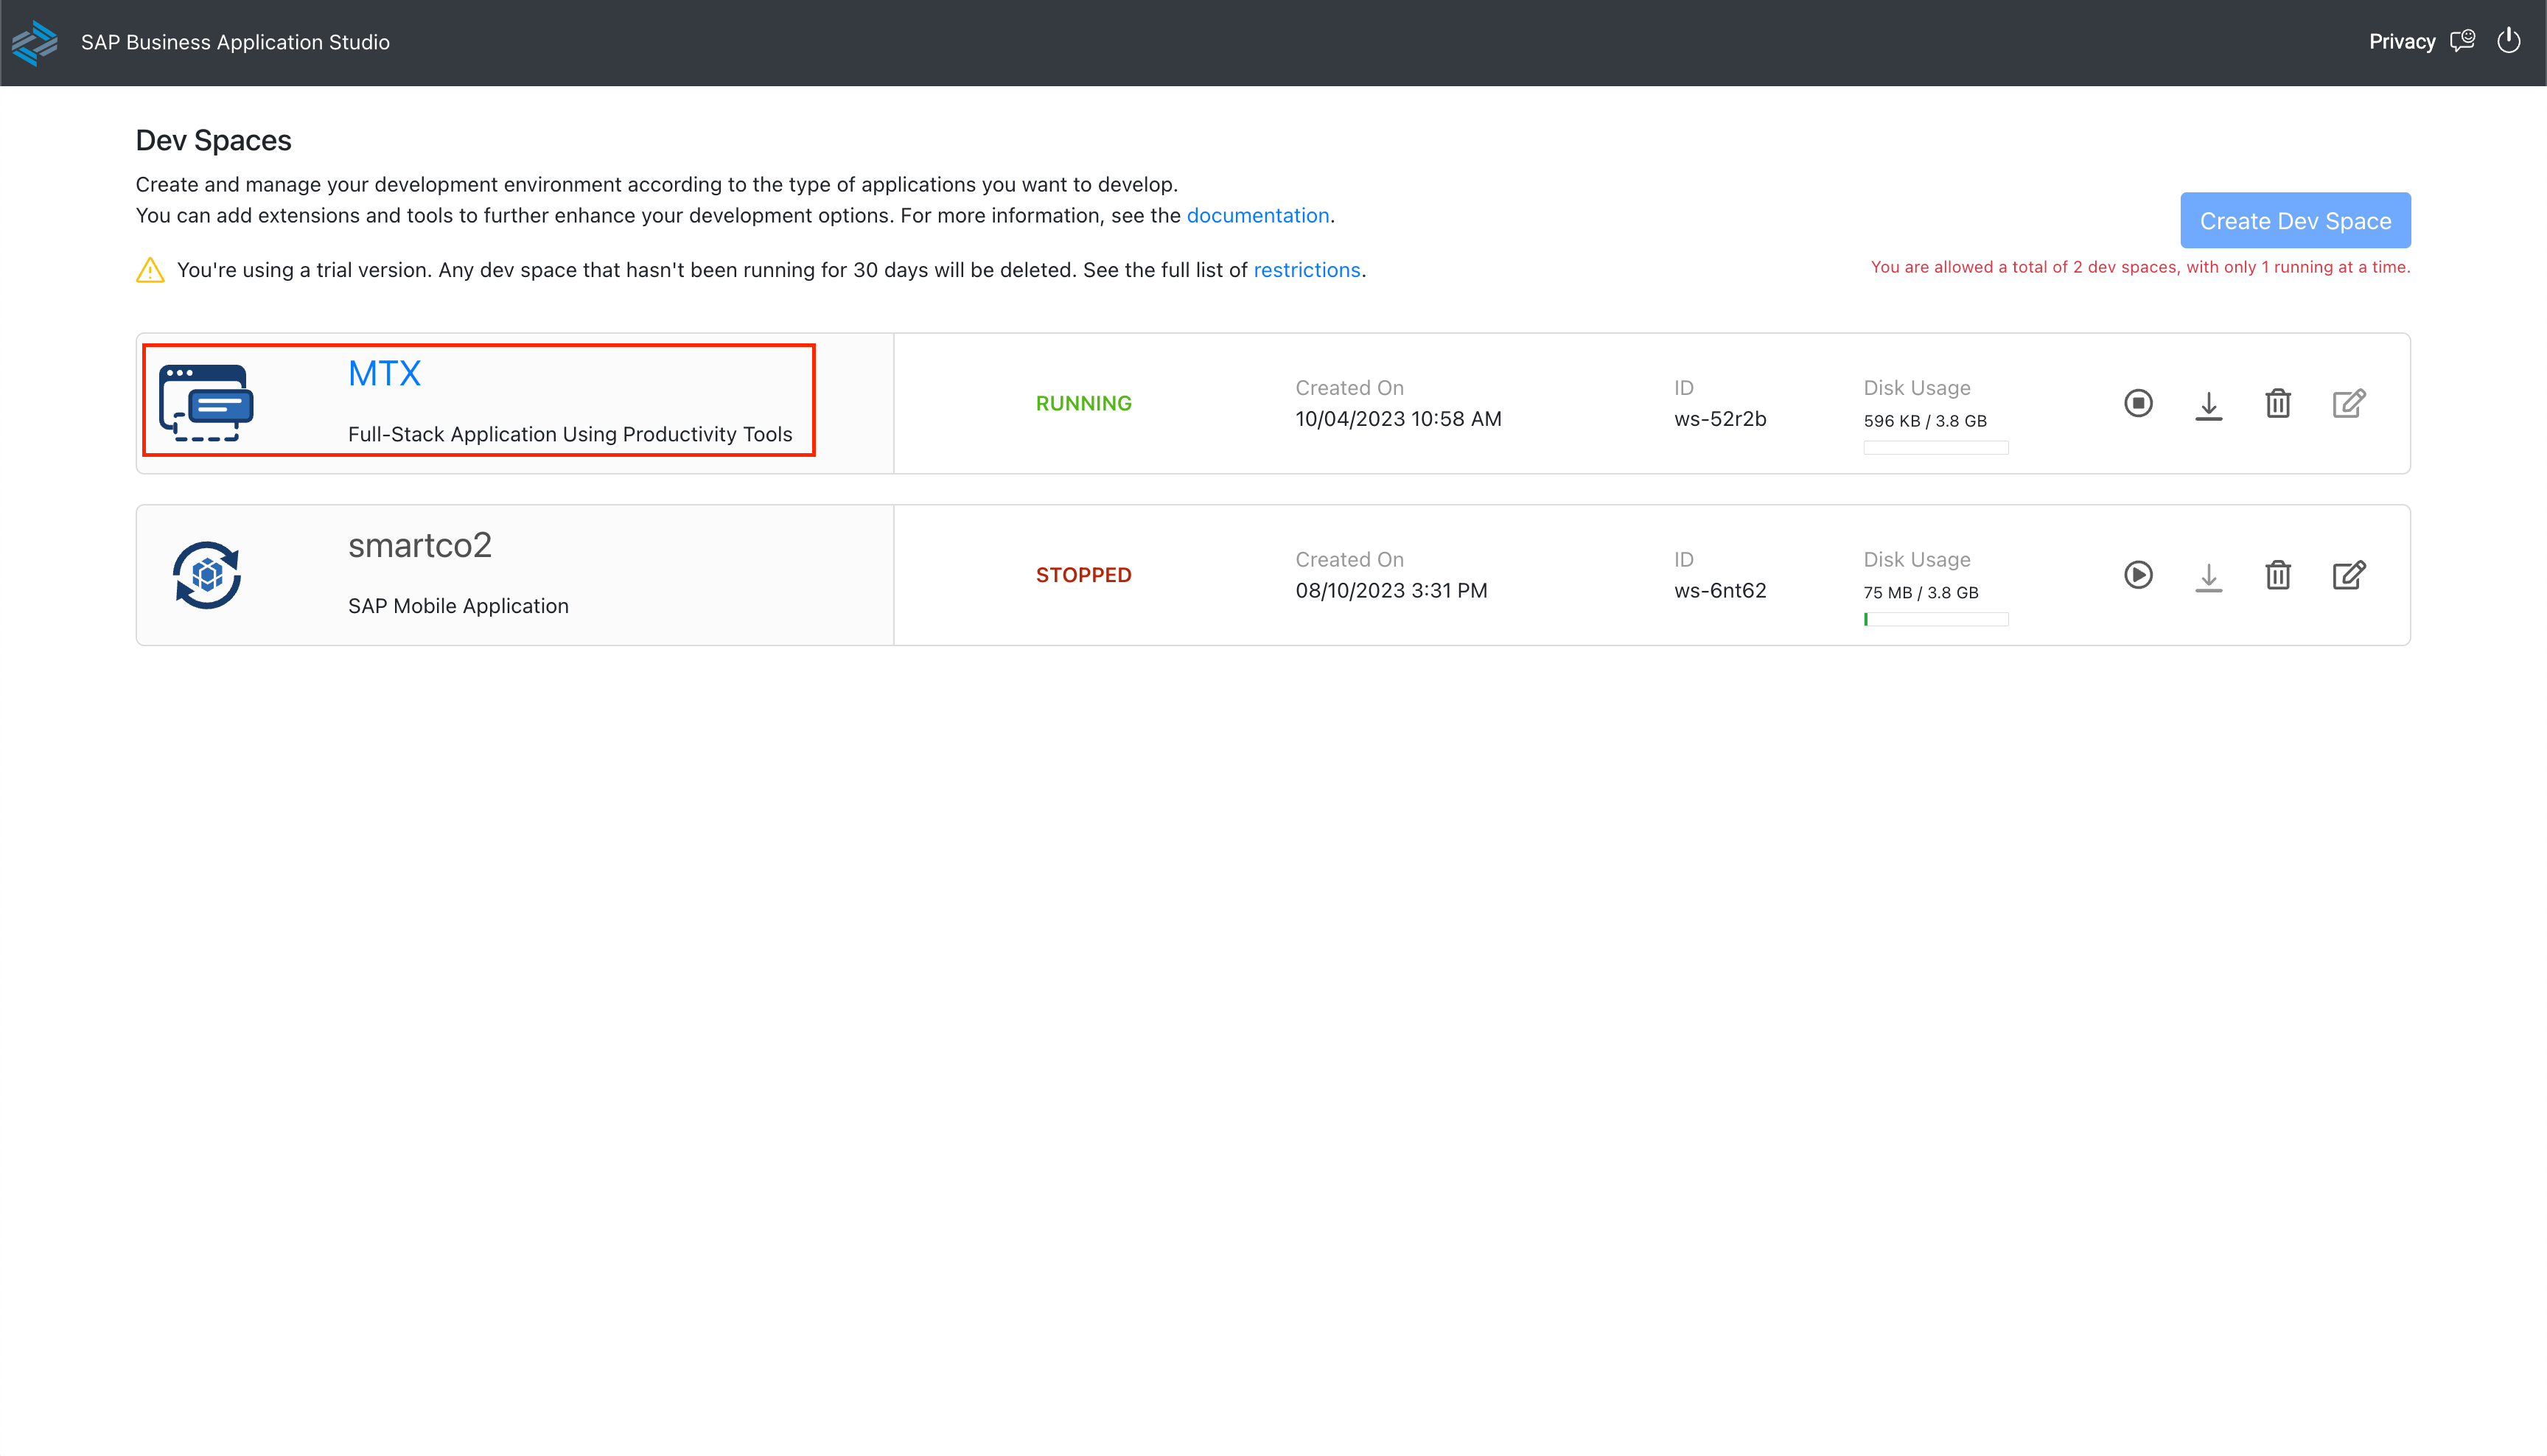 SAP Business Application Studio
Privacy
Dev Spaces
Create and manage your development environment according to the type of applications you want to develop.
You can add extensions and tools to further enhance your development options. For more information, see the documentation.
Create Dev Space
You're using a trial version. Any dev space that hasn't been running for 30 days will be deleted. See the full list of restrictions.
You are allowed a total of 2 dev spaces, with only 1 running at a time.
MTX
Full-Stack Application Using Productivity Tools
RUNNING
Created On
10/04/2023 10:58 AM
ID
ws-52r2b
Disk Usage
596 KB / 3.8 GB
smartco2
SAP Mobile Application
STOPPED
Created On
08/10/2023 3:31 PM
ID
ws-6nt62
Disk Usage
75 MB / 3.8 GB